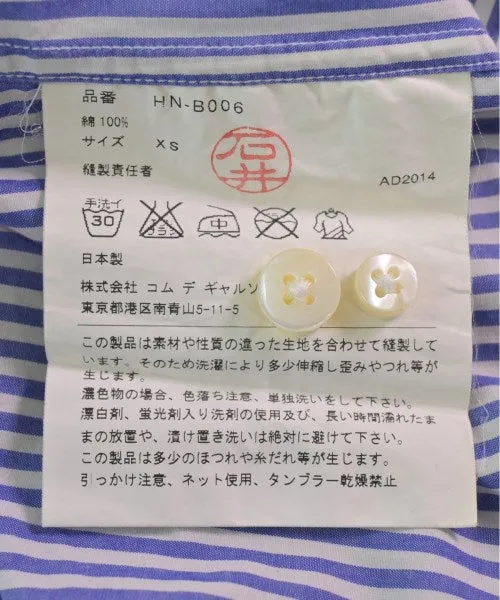 品番 HN-B006
綿 100%
サイズ XS
縫製責任者
石井
AD2014
手洗イ
30
エンソ
サラシ
中
日本製
株式会社 コム デ ギャルソ
東京都港区南青山5-11-5
この製品は素材や性質の違った生地を合わせて縫製して
います。そのため洗濯により多少伸縮し歪みやつれ等が
生じます。
濃色物の場合、色落ち注意、単独洗いをして下さい。
漂白剤、蛍光剤入り洗剤の使用及び、長い時間濡れたま
まの放置や、漬け置き洗いは絶対に避けて下さい。
この製品は多少のほつれや糸だれ等が生じます。
引っかけ注意、ネット使用、タンブラー乾燥禁止